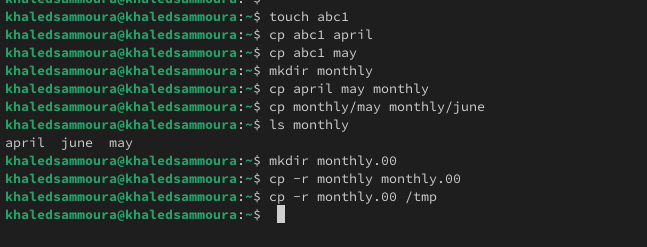 khaledsammoura@khaledsammoura:~$ touch abc1
khaledsammoura@khaledsammoura:~$ cp abc1 april
khaledsammoura@khaledsammoura:~$ cp abc1 may
khaledsammoura@khaledsammoura:~$ mkdir monthly
khaledsammoura@khaledsammoura:~$ cp april may monthly
khaledsammoura@khaledsammoura:~$ cp monthly/may monthly/june
khaledsammoura@khaledsammoura:~$ ls monthly
april  june  may
khaledsammoura@khaledsammoura:~$ mkdir monthly.00
khaledsammoura@khaledsammoura:~$ cp -r monthly monthly.00
khaledsammoura@khaledsammoura:~$ cp -r monthly.00 /tmp
khaledsammoura@khaledsammoura:~$